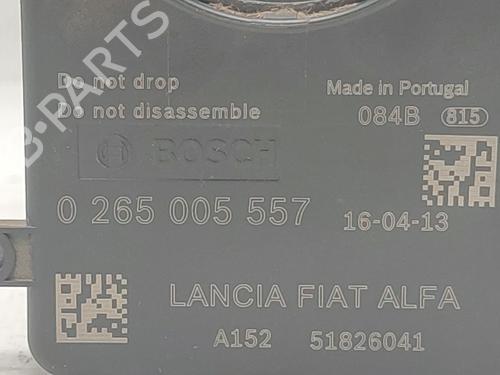 Do not drop
Made in Portugal
Do not disassemble
084B 815
BOSCH
0 265 005 557
16-04-13
LANCIA FIAT ALFA
A152 51826041
B-PARTS